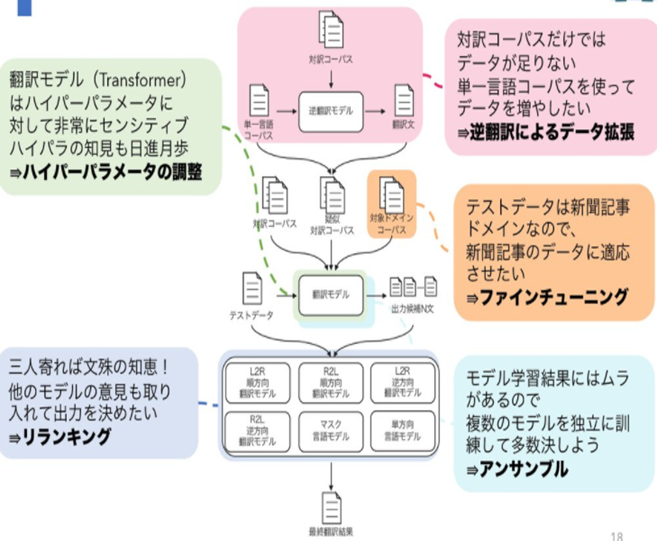 翻訳モデル（Transformer）
はハイパーパラメータに
対して非常にセンシティブ
ハイパラの知見も日進月歩
⇛ハイパーパラメータの調整
対訳コーパス
単一言語
コーパス
逆翻訳モデル
翻訳文
対訳コーパスだけでは
データが足りない
単一言語コーパスを使って
データを増やしたい
⇛逆翻訳によるデータ拡張
対訳コーパス
疑似
対訳コーパス
対象ドメイン
コーパス
テストデータは新聞記事
ドメインなので、
新聞記事のデータに適応
させたい
⇛ファインチューニング
テストデータ
翻訳モデル
出力候補N文
三人寄れば文殊の知恵！
他のモデルの意見も取り
入れて出力を決めたい
⇛リランキング
L2R
順方向
翻訳モデル
R2L
順方向
翻訳モデル
L2R
逆方向
翻訳モデル
R2L
逆方向
翻訳モデル
マスク
言語モデル
単方向
言語モデル
モデル学習結果にはムラ
があるので
複数のモデルを独立に訓
練して多数決しよう
⇛アンサンブル
最終翻訳結果
18